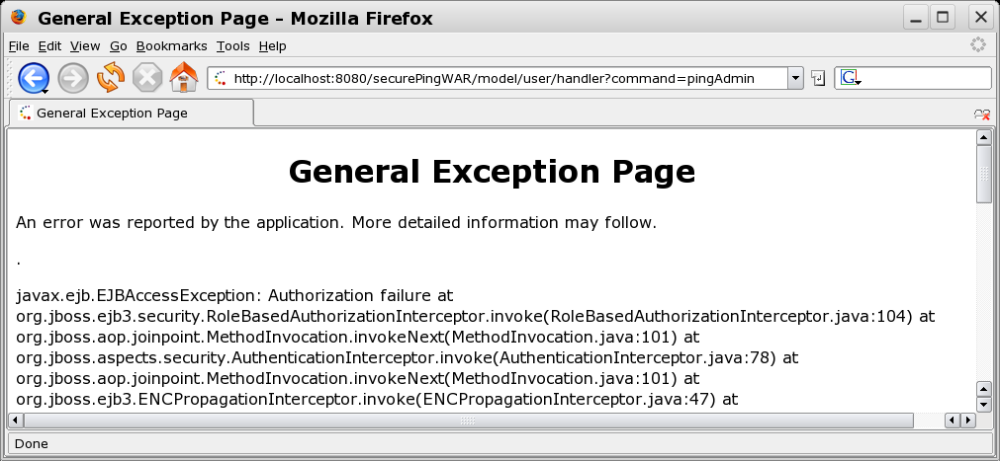 General Exception Page – Mozilla Firefox
File Edit View Go Bookmarks Tools Help
http://localhost:8080/securePingWAR/model/user/handler?command=pingAdmin
G
General Exception Page
General Exception Page
An error was reported by the application. More detailed information may follow.
.
javax.ejb.EJBAccessException: Authorization failure at
org.jboss.ejb3.security.RoleBasedAuthorizationInterceptor.invoke(RoleBasedAuthorizationInterceptor.java:104) at
org.jboss.aop.joinpoint.MethodInvocation.invokeNext(MethodInvocation.java:101) at
org.jboss.aspects.security.AuthenticationInterceptor.invoke(AuthenticationInterceptor.java:78) at
org.jboss.aop.joinpoint.MethodInvocation.invokeNext(MethodInvocation.java:101) at
org.jboss.ejb3.ENCPropagationInterceptor.invoke(ENCPropagationInterceptor.java:47) at
Done